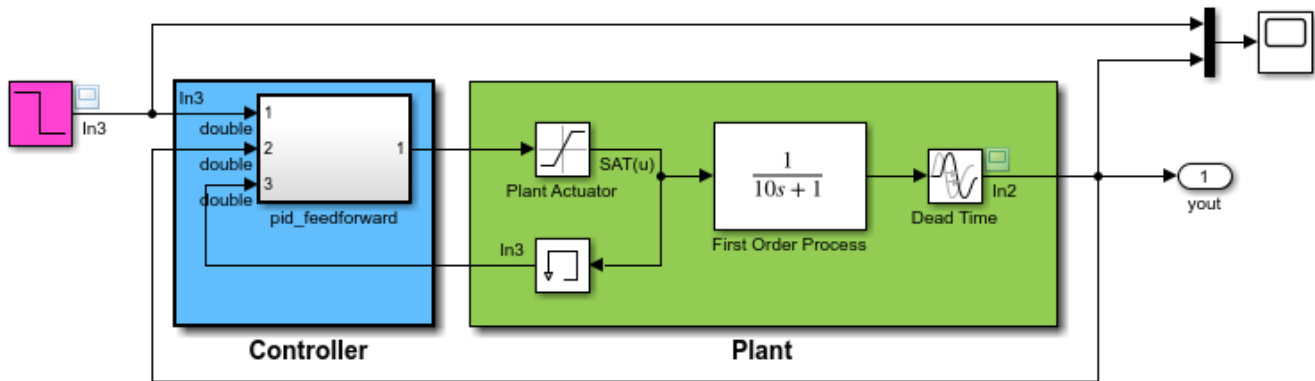 In3
In3
double
double
double
1
2
3
1
pid_feedforward
Controller
Plant Actuator
SAT(u)
In3
1
10s + 1
First Order Process
In2
Dead Time
Plant
1
yout